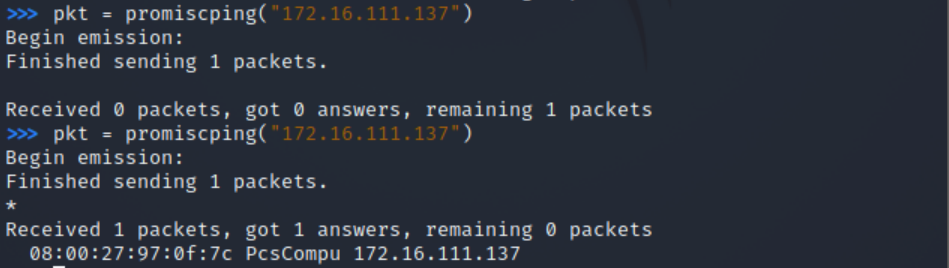 >>> pkt = promiscping("172.16.111.137")
Begin emission:
Finished sending 1 packets.
Received 0 packets, got 0 answers, remaining 1 packets
>>> pkt = promiscping("172.16.111.137")
Begin emission:
Finished sending 1 packets.
*
Received 1 packets, got 1 answers, remaining 0 packets
08:00:27:97:0f:7c PcsCompu 172.16.111.137